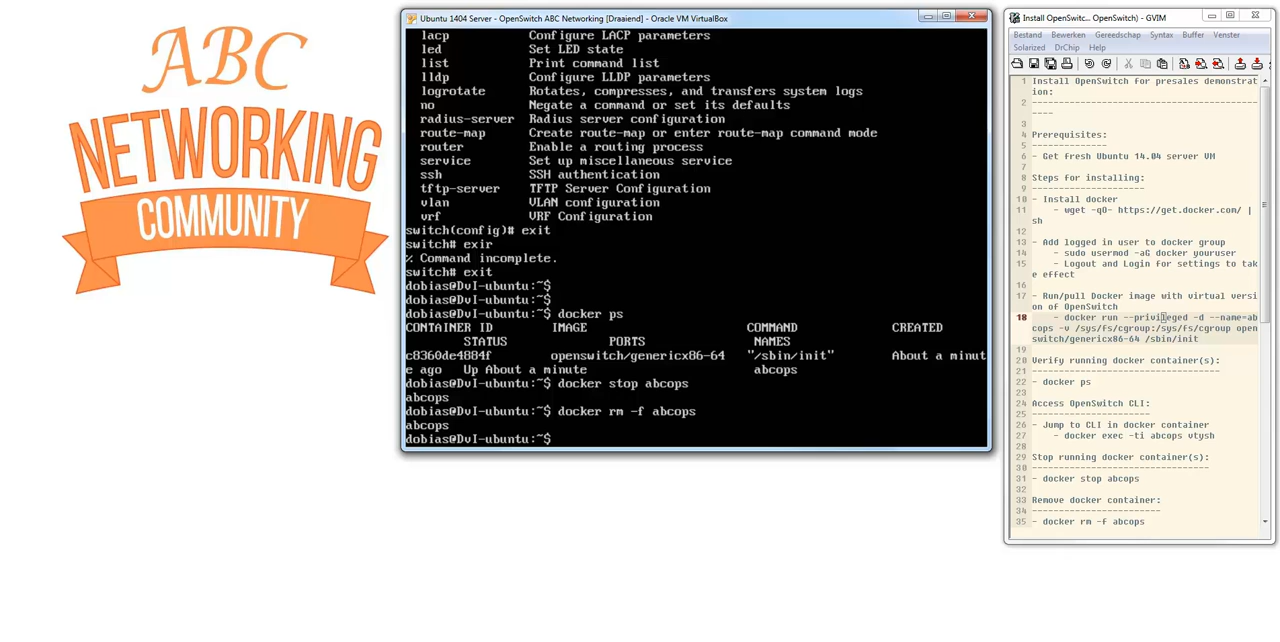 ABC
NETWORKING
COMMUNITY
Ubuntu 1404 Server - OpenSwitch ABC Networking [Draaiend] - Oracle VM VirtualBox
lacp Configure LACP parameters
led Set LED state
list Print command list
lldp Configure LLDP parameters
logrotate Rotates, compresses, and transfers system logs
no Negate a command or set its defaults
radius-server Radius server configuration
route-map Create route-map or enter route-map command mode
router Enable a routing process
service Set up miscellaneous service
ssh SSH authentication
tftp-server TFTP Server Configuration
vlan VLAN configuration
vrf VRF Configuration
switch(config)# exit
switch# exir
% Command incomplete.
switch# exit
dobias@DvI-ubuntu:~$
dobias@DvI-ubuntu:~$
dobias@DvI-ubuntu:~$ docker ps
CONTAINER ID IMAGE COMMAND CREATED
STATUS PORTS NAMES
c8360de4884f openswitch/genericx86-64 "/sbin/init" About a minut
e ago Up About a minute abcops
dobias@DvI-ubuntu:~$ docker stop abcops
abcops
dobias@DvI-ubuntu:~$ docker rm -f abcops
abcops
dobias@DvI-ubuntu:~$
Install OpenSwitc... OpenSwitch) - GVIM
Bestand Bewerken Gereedschap Syntax Buffer Venster
Solarized DrChip Help
1 Install OpenSwitch for presales demonstrat
ion:
2 ------------------------------------------
----
3
4 Prerequisites:
5 --------------
6 - Get fresh Ubuntu 14.04 server VM
7
8 Steps for installing:
9 ---------------------
10 - Install docker
11 - wget -qO- https://get.docker.com/ |
sh
12
13 - Add logged in user to docker group
14 - sudo usermod -aG docker youruser
15 - Logout and Login for settings to tak
e effect
16
17 - Run/pull Docker image with virtual versi
on of OpenSwitch
18 - docker run --privileged -d --name=ab
cops -v /sys/fs/cgroup:/sys/fs/cgroup open
switch/genericx86-64 /sbin/init
19
20 Verify running docker container(s):
21 -----------------------------------
22 - docker ps
23
24 Access OpenSwitch CLI:
25 ----------------------
26 - Jump to CLI in docker container
27 - docker exec -ti abcops vtysh
28
29 Stop running docker container(s):
30 ---------------------------------
31 - docker stop abcops
32
33 Remove docker container:
34 ------------------------
35 - docker rm -f abcops